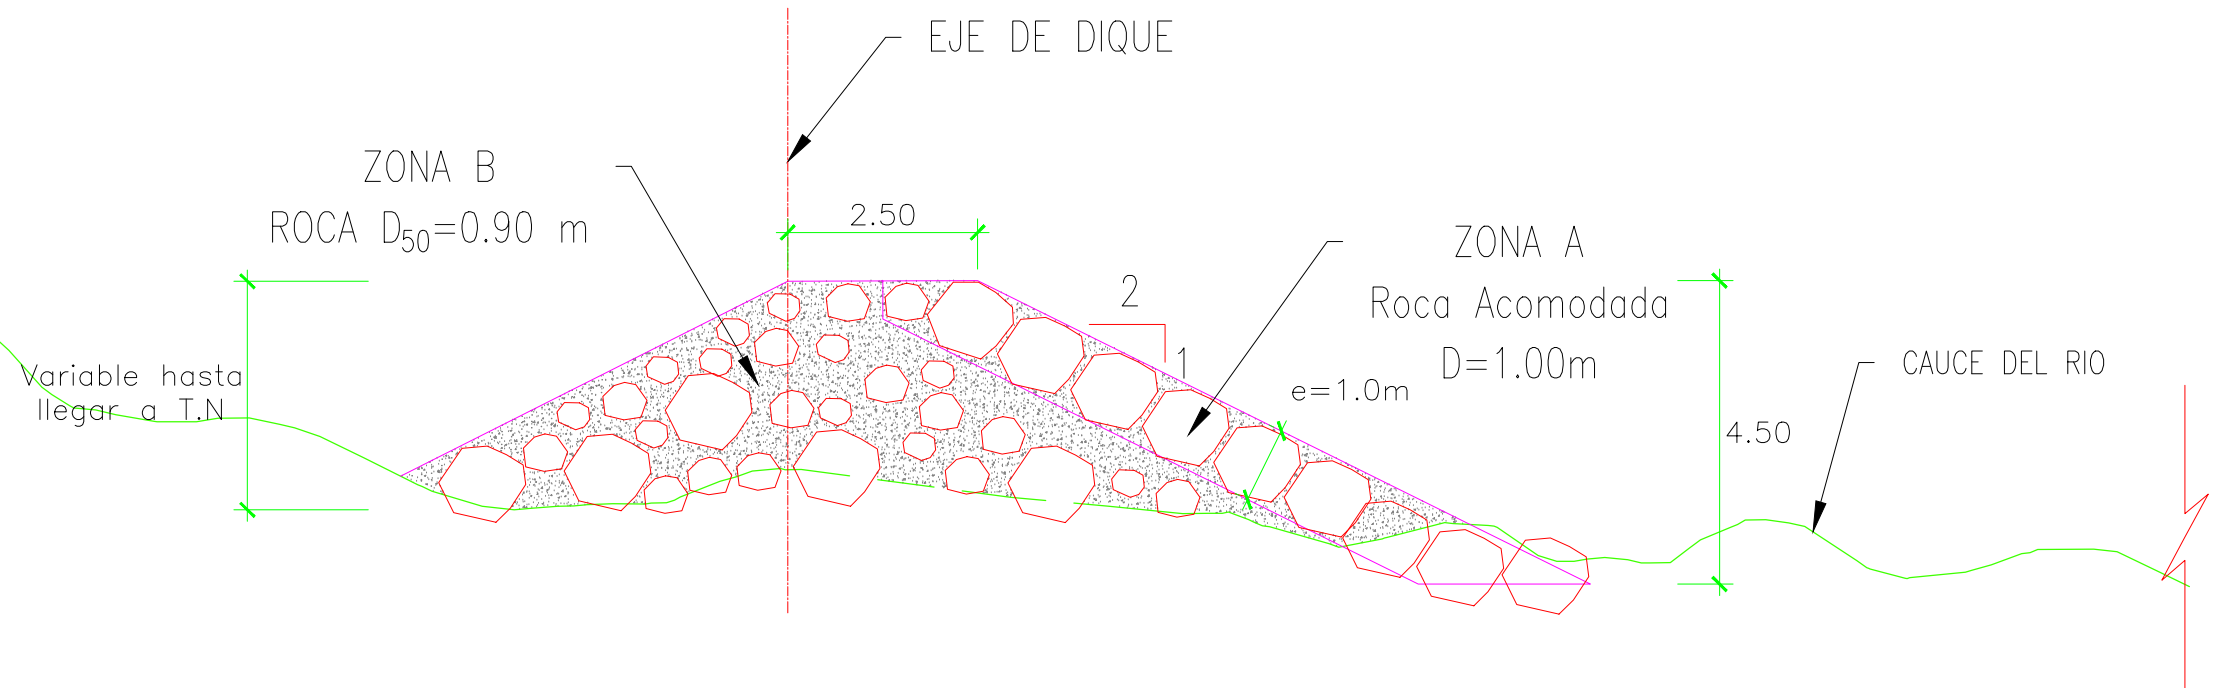 EJE DE DIQUE
ZONA B
ROCA D50=0.90 m
2.50
ZONA A
Roca Acomodada
D=1.00m
2
1
e=1.0m
Variable hasta
llegar a T.N
CAUCE DEL RIO
4.50